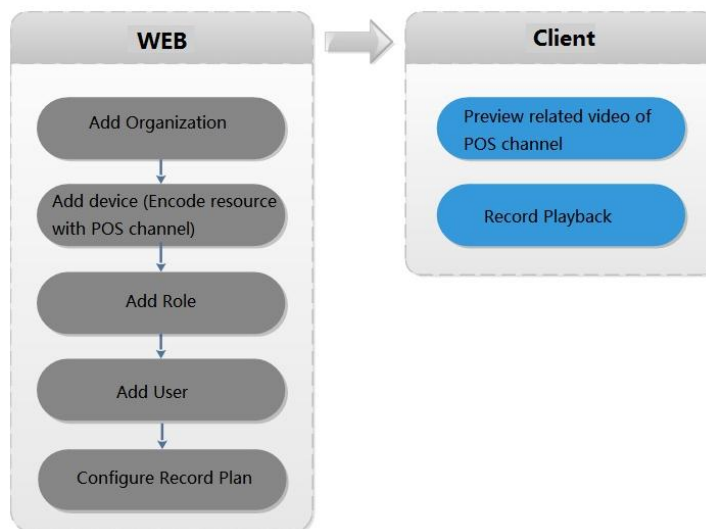 WEB
Add Organization
Add device (Encode resource
with POS channel)
Add Role
Add User
Configure Record Plan
Client
Preview related video of
POS channel
Record Playback